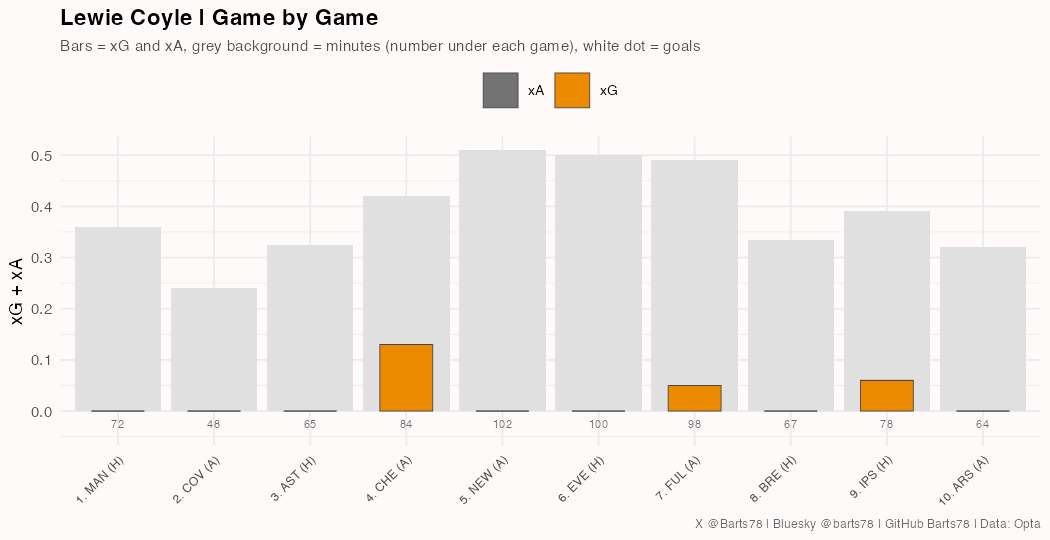 Lewie Coyle | Game by Game
Bars = xG and xA, grey background = minutes (number under each game), white dot = goals
xA xG
xG + xA
0.5
0.4
0.3
0.2
0.1
0.0
72 48 65 84 102 100 98 67 78 64
1. MAN (H) 2. COV (A) 3. AST (H) 4. CHE (A) 5. NEW (A) 6. EVE (H) 7. FUL (A) 8. BRE (H) 9. IPS (H) 10. ARS (A)
X @Barts78 | Bluesky @barts78 | GitHub Barts78 | Data: Opta